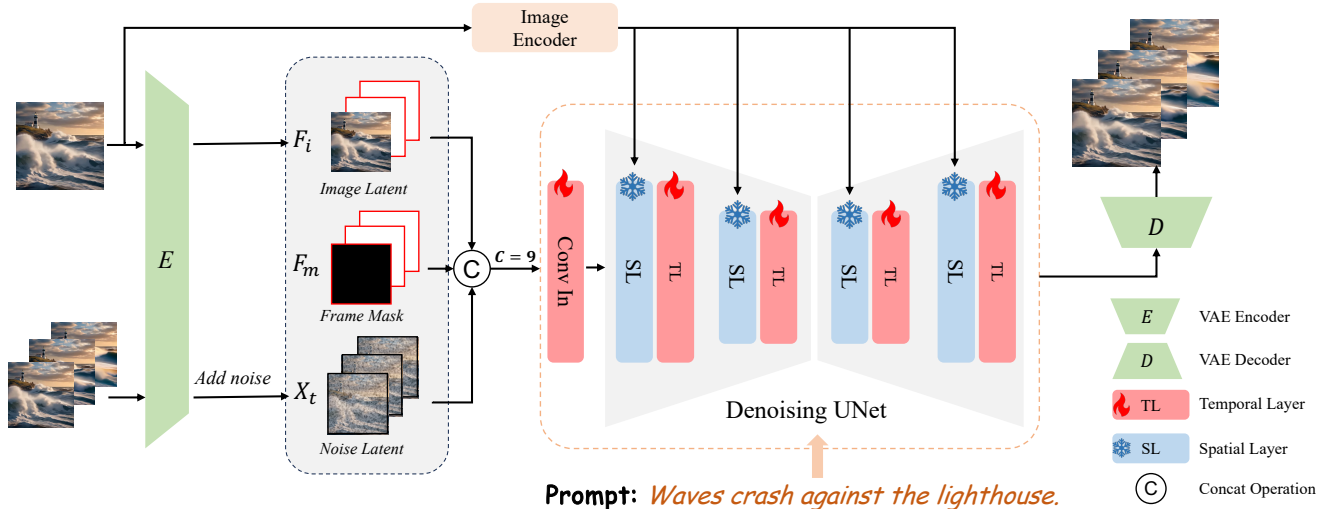 Image
Encoder
E
F_i
Image Latent
F_m
Frame Mask
Add noise
X_t
Noise Latent
C
C = 9
Conv In
SL
TL
SL
TL
SL
TL
SL
TL
Denoising UNet
Prompt: Waves crash against the lighthouse.
D
E VAE Encoder
D VAE Decoder
TL Temporal Layer
SL Spatial Layer
C Concat Operation